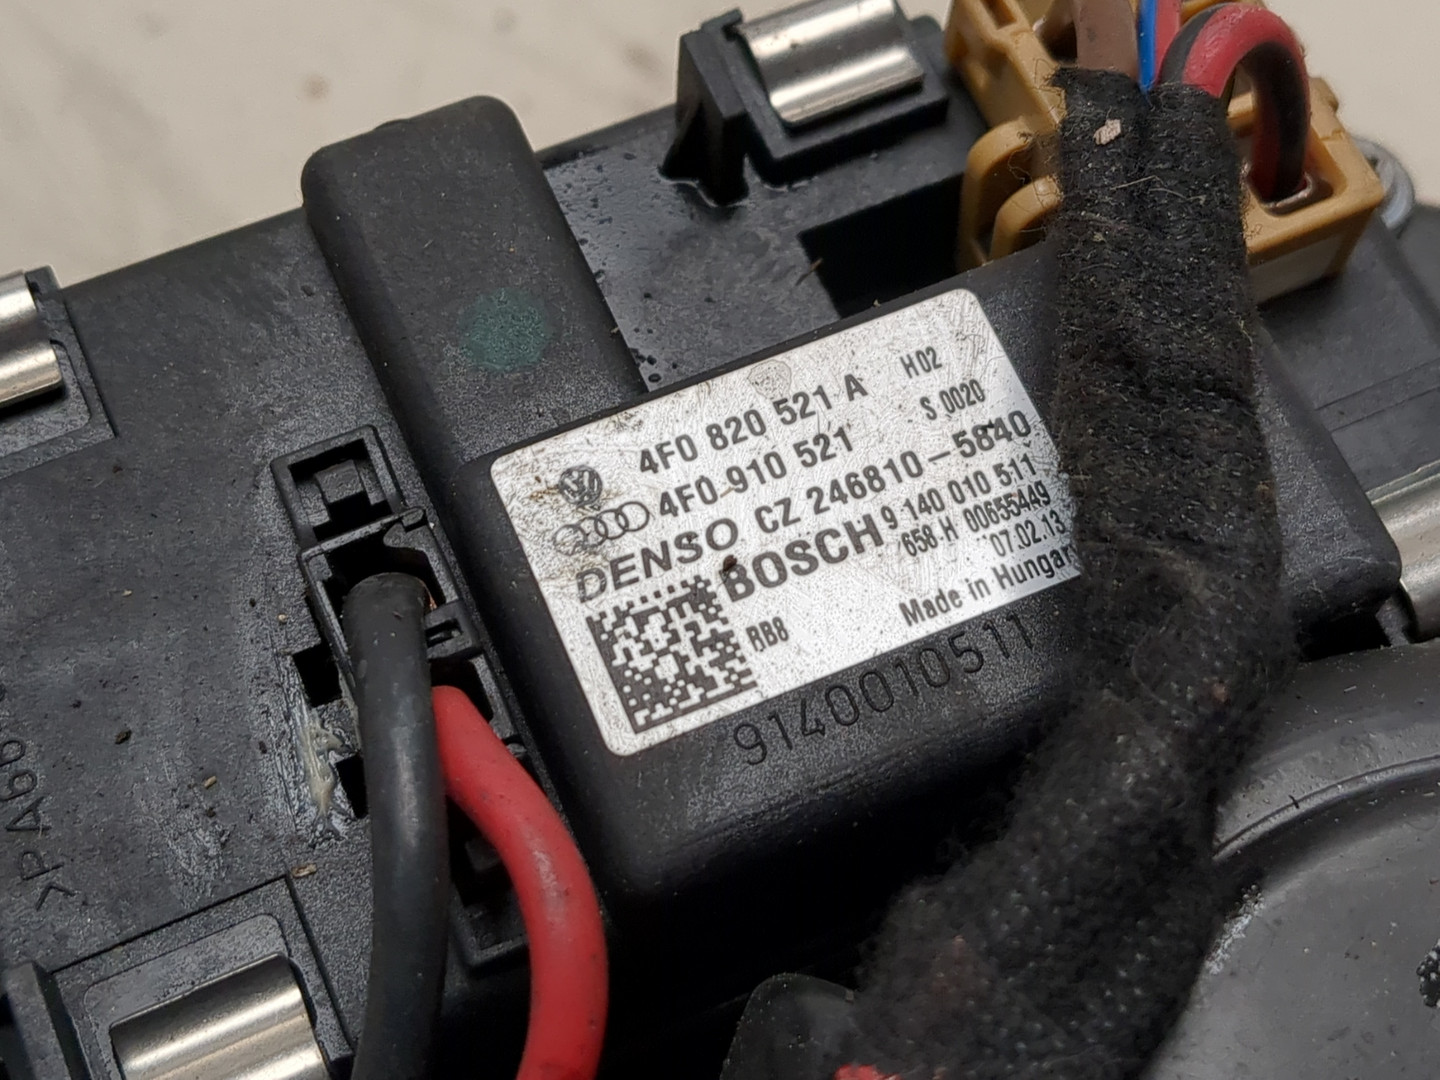 4F0 820 521 A H02
4F0 910 521 S 0020
DENSO CZ 246810-5840
BOSCH 9 140 010 511
658-H 00655449
07.02.13
RB8 Made in Hungary
9140010511
>PA66